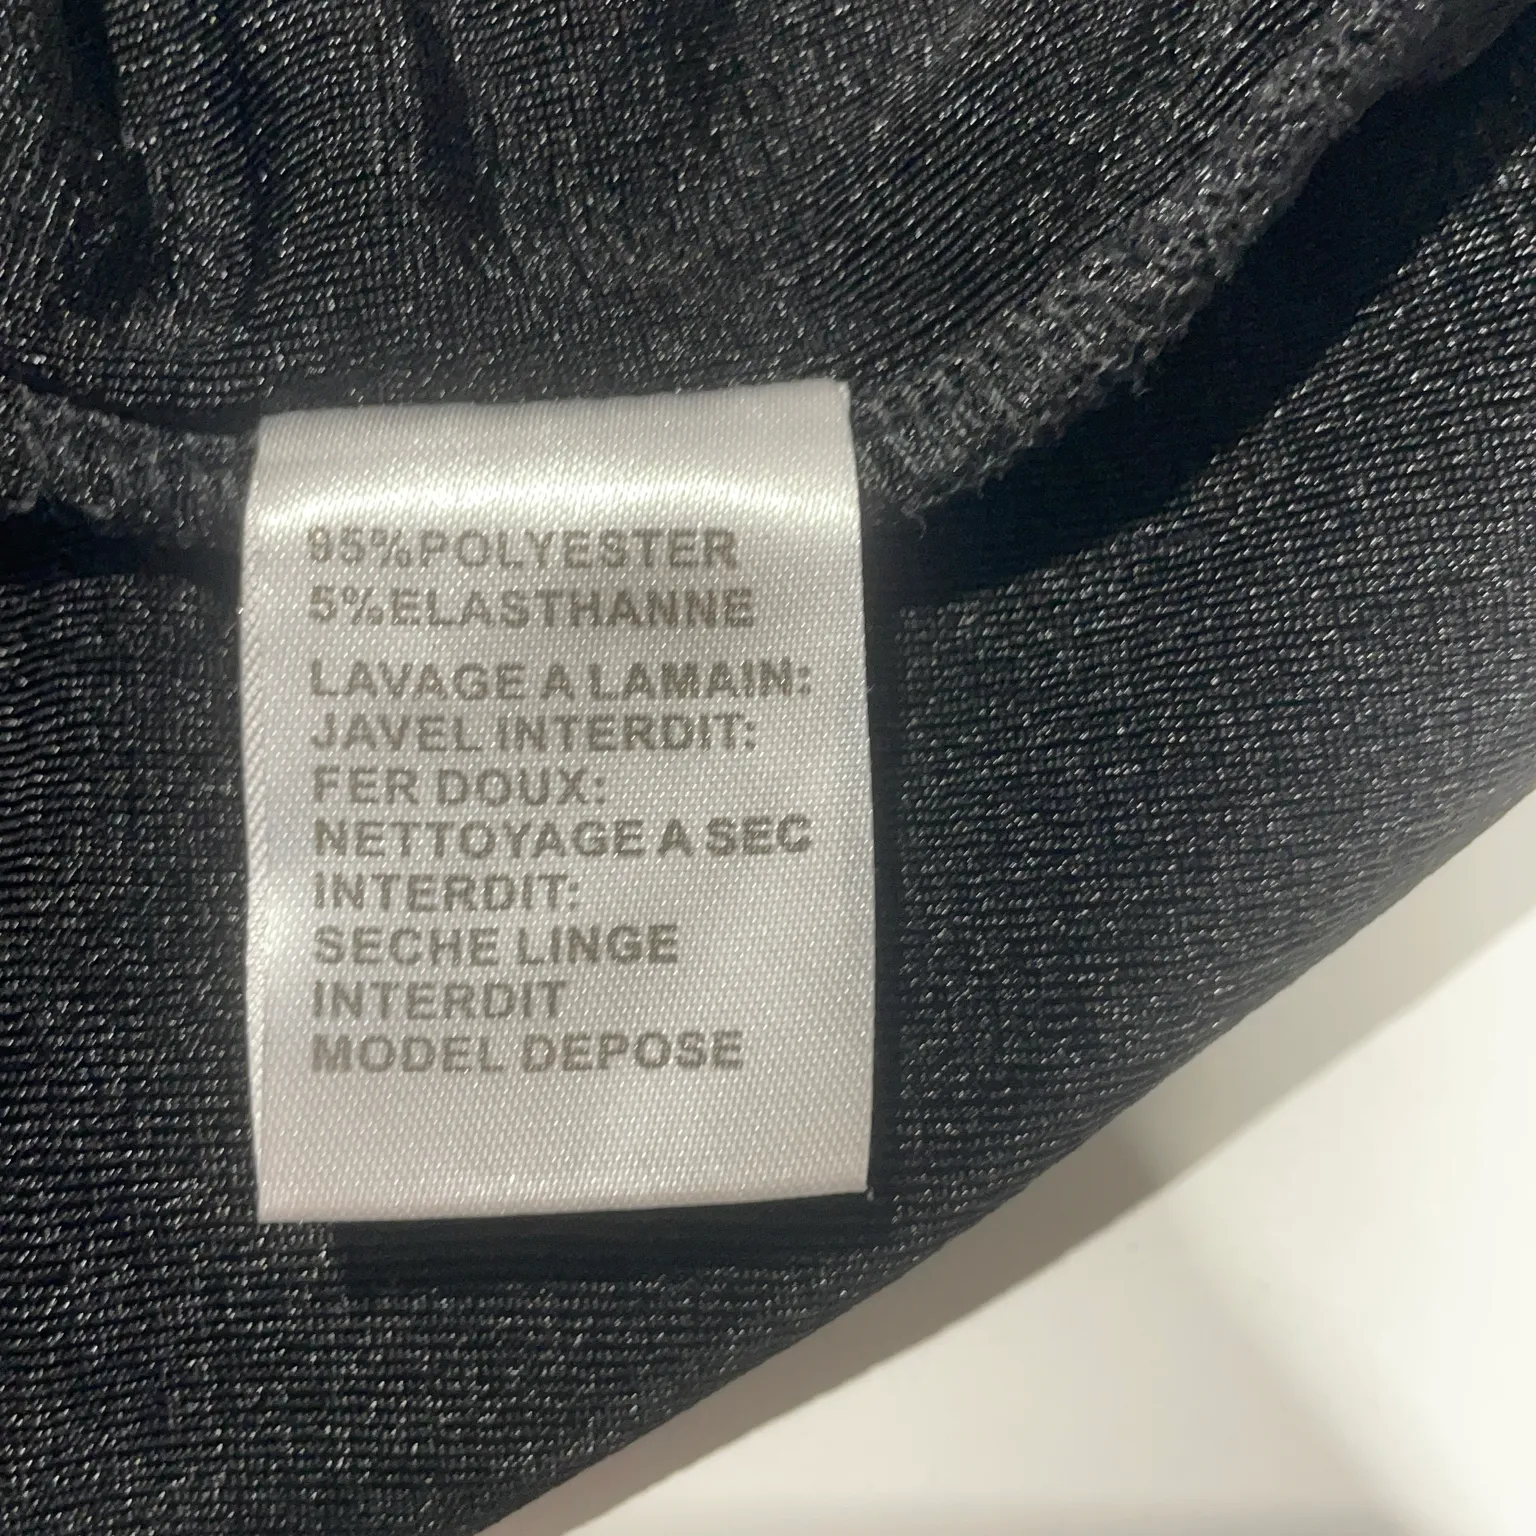 95%POLYESTER
5%ELASTHANNE
LAVAGE A LAMAIN:
JAVEL INTERDIT:
FER DOUX:
NETTOYAGE A SEC
INTERDIT:
SECHE LINGE
INTERDIT
MODEL DEPOSE